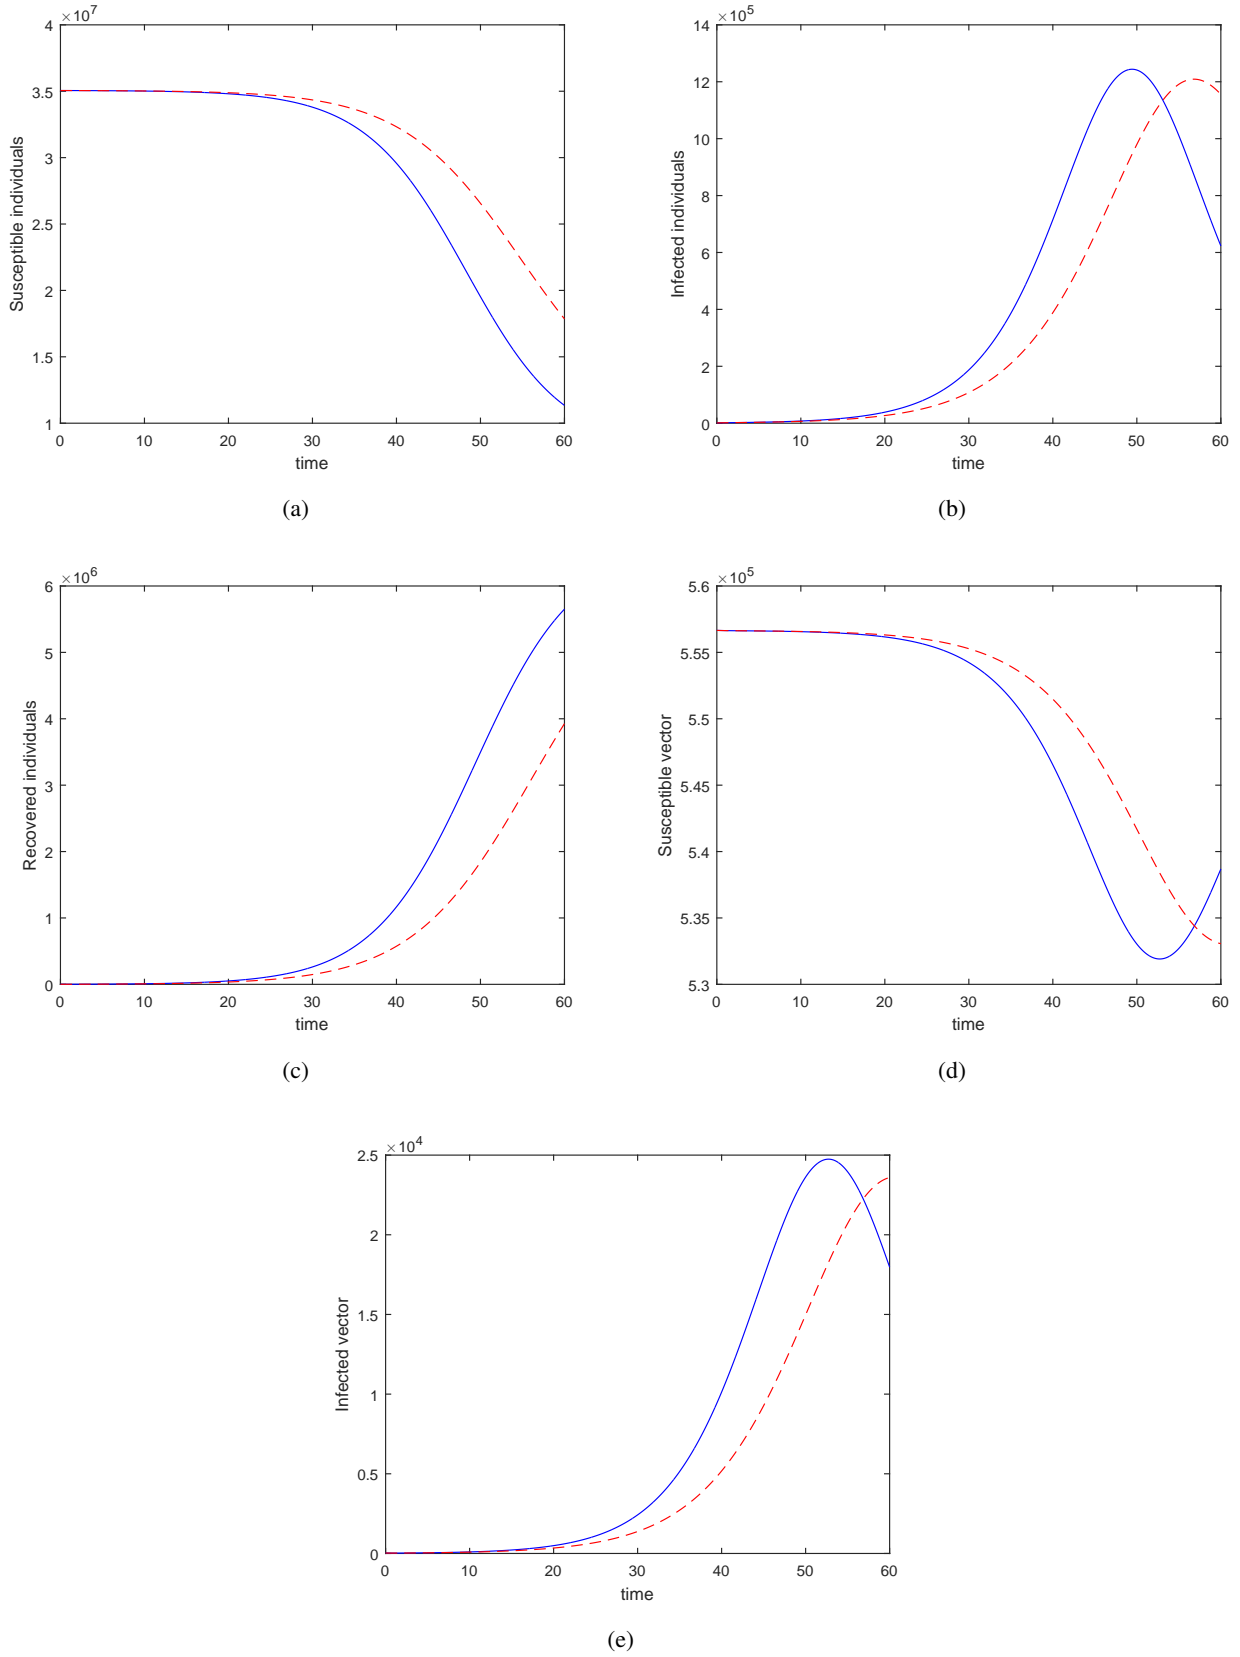 ×10^7
4
3.5
3
2.5
2
1.5
1
0 10 20 30 40 50 60
time
Susceptible individuals
(a)
×10^5
14
12
10
8
6
4
2
0
0 10 20 30 40 50 60
time
Infected individuals
(b)
×10^6
6
5
4
3
2
1
0
0 10 20 30 40 50 60
time
Recovered individuals
(c)
×10^5
5.6
5.55
5.5
5.45
5.4
5.35
5.3
0 10 20 30 40 50 60
time
Susceptible vector
(d)
×10^4
2.5
2
1.5
1
0.5
0
0 10 20 30 40 50 60
time
Infected vector
(e)